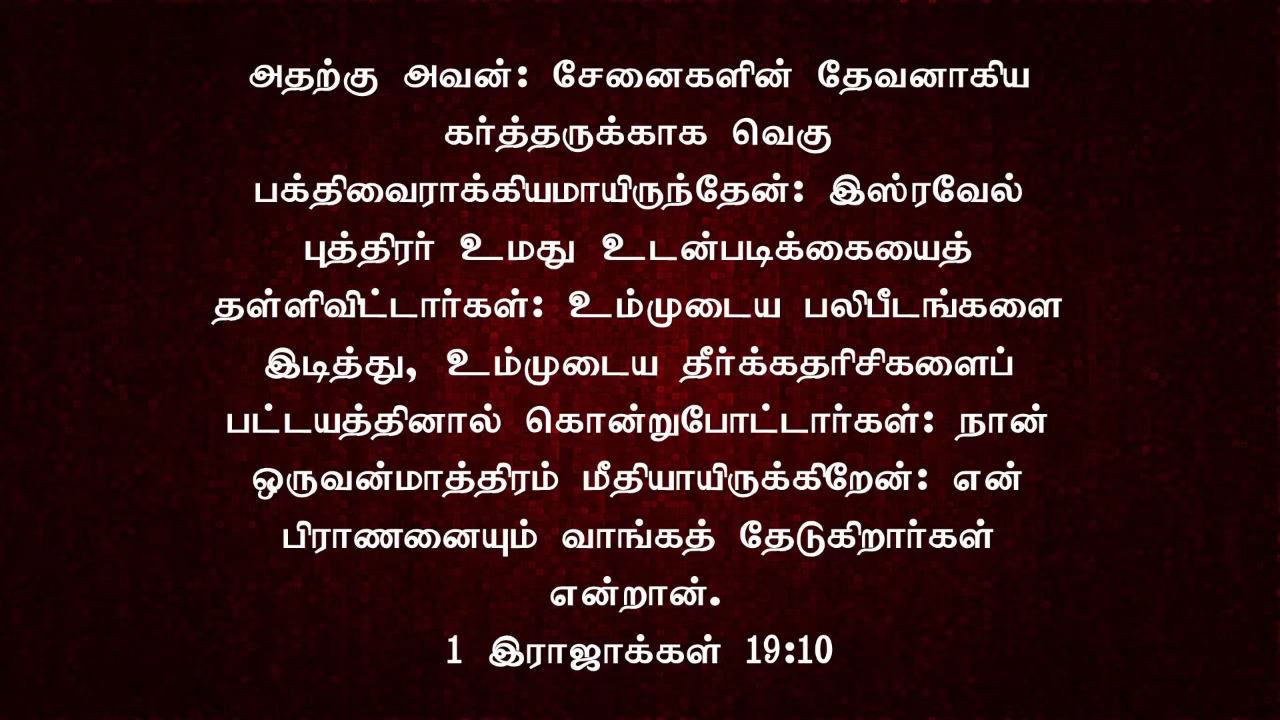 அதற்கு அவன்: சேனைகளின் தேவனாகிய
கர்த்தருக்காக வெகு
பக்திவைராக்கியமாயிருந்தேன்: இஸ்ரவேல்
புத்திரர் உமது உடன்படிக்கையைத்
தள்ளிவிட்டார்கள்: உம்முடைய பலிபீடங்களை
இடித்து, உம்முடைய தீர்க்கதரிசிகளைப்
பட்டயத்தினால் கொன்றுபோட்டார்கள்: நான்
ஒருவன்மாத்திரம் மீதியாயிருக்கிறேன்: என்
பிராணனையும் வாங்கத் தேடுகிறார்கள்
என்றான்.
1 இராஜாக்கள் 19:10